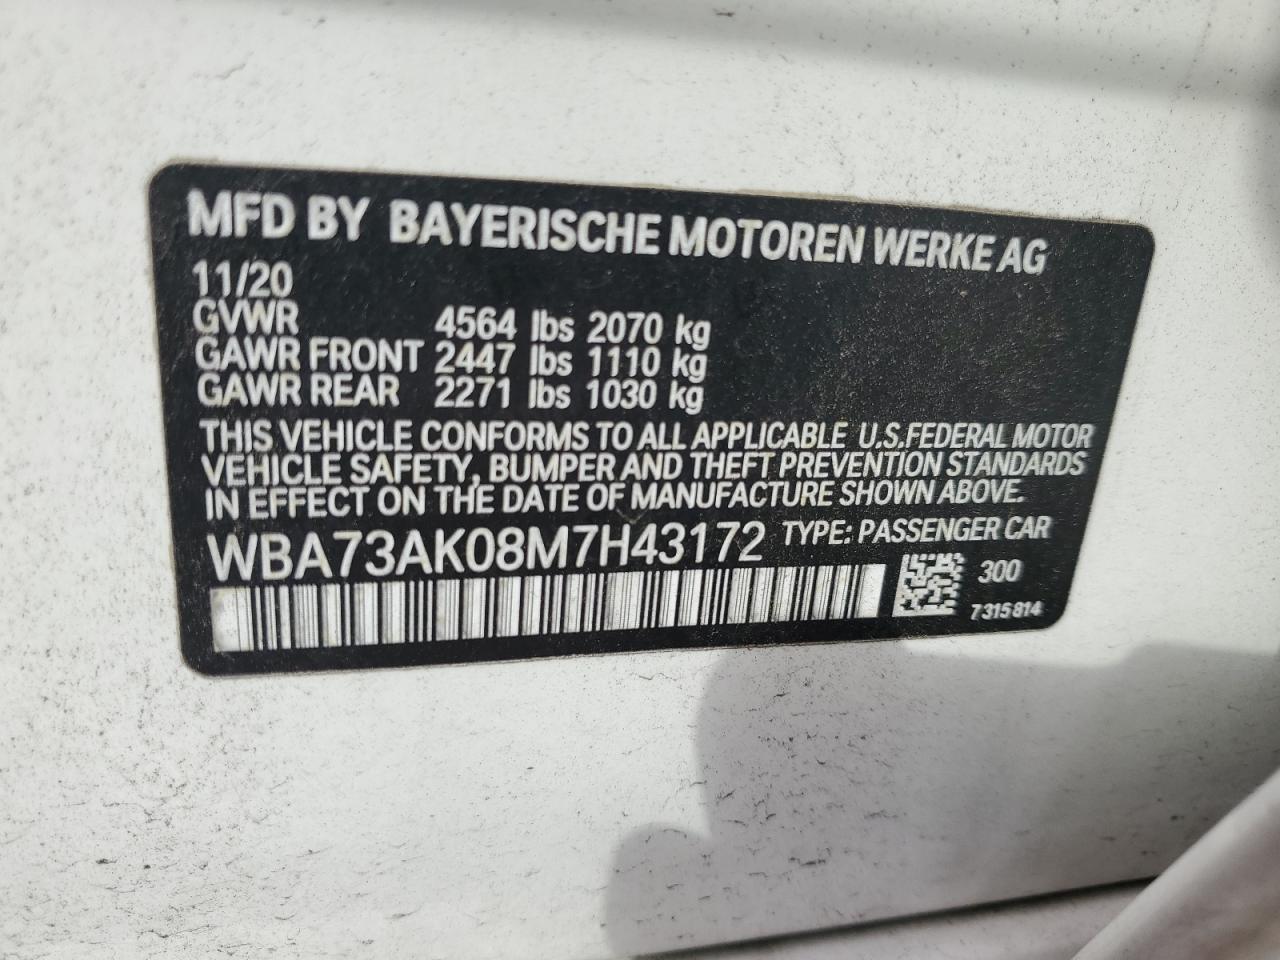 MFD BY BAYERISCHE MOTOREN WERKE AG
11/20
GVWR 4564 lbs 2070 kg
GAWR FRONT 2447 lbs 1110 kg
GAWR REAR 2271 lbs 1030 kg
THIS VEHICLE CONFORMS TO ALL APPLICABLE U.S.FEDERAL MOTOR
VEHICLE SAFETY, BUMPER AND THEFT PREVENTION STANDARDS
IN EFFECT ON THE DATE OF MANUFACTURE SHOWN ABOVE.
WBA73AK08M7H43172 TYPE: PASSENGER CAR
300
7315814